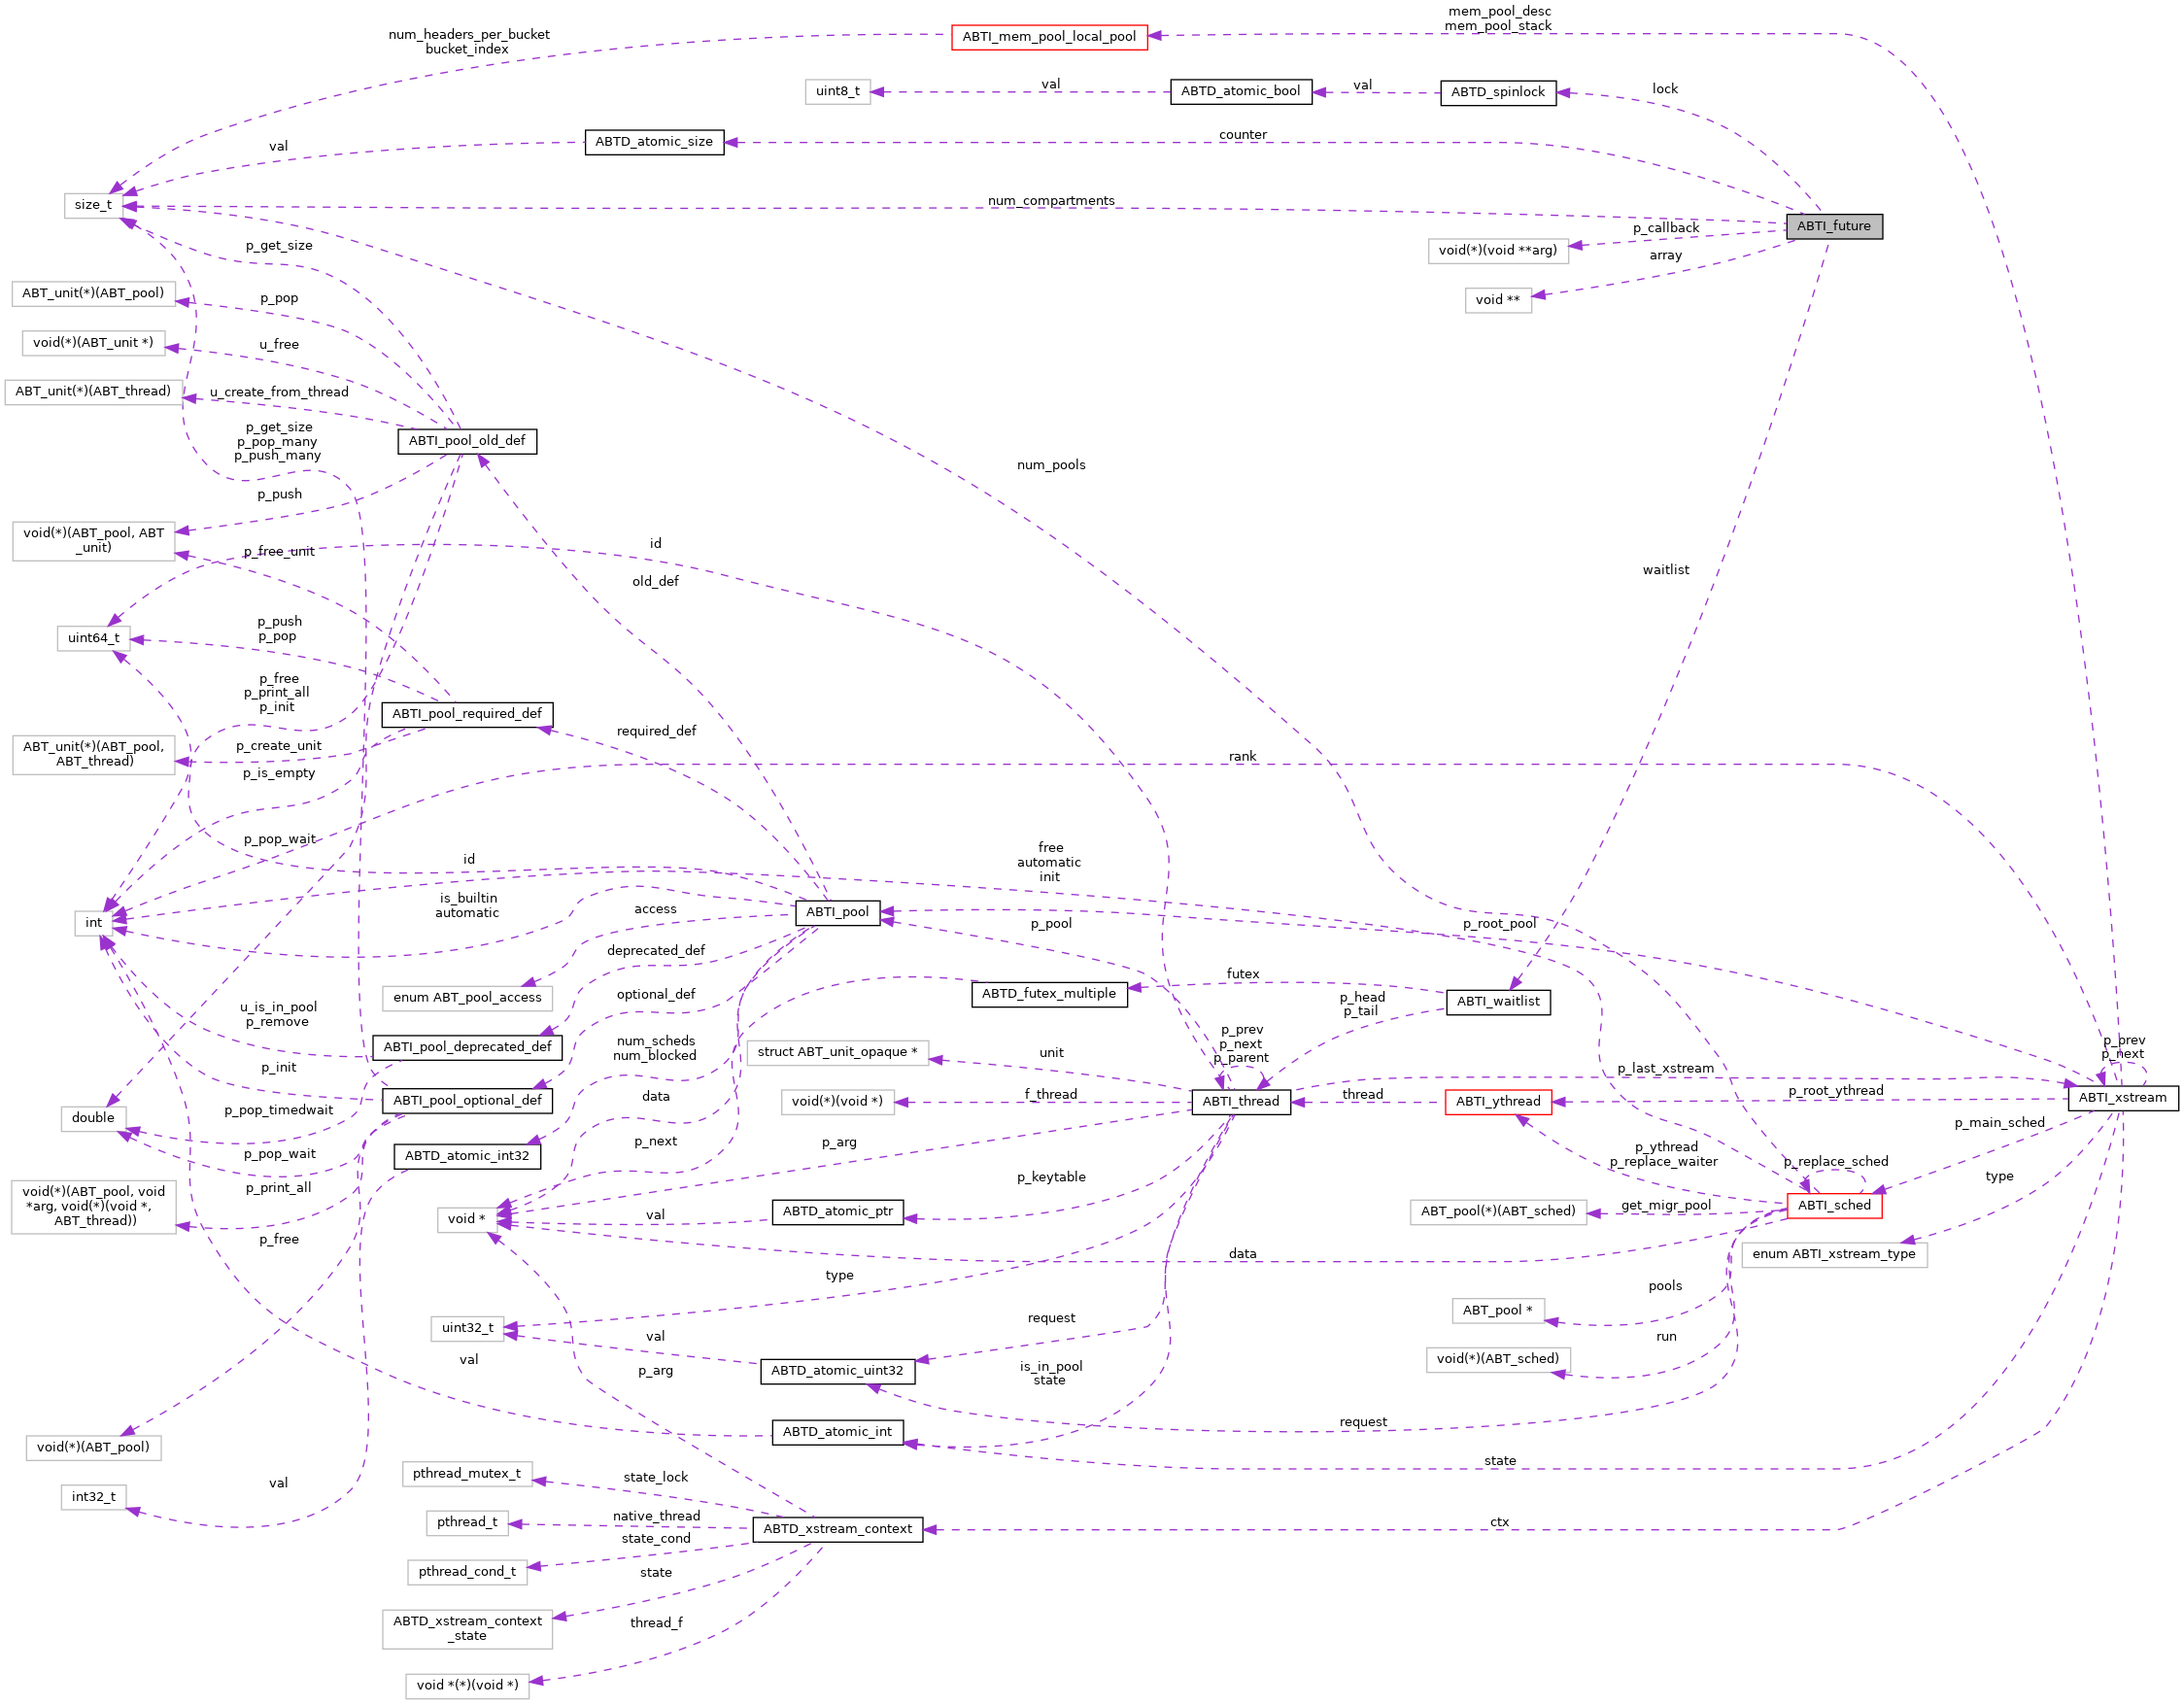 mem_pool_desc
mem_pool_stack
num_headers_per_bucket
bucket_index
ABTI_mem_pool_local_pool
uint8_t
val
ABTD_atomic_bool
val
ABTD_spinlock
lock
val
ABTD_atomic_size
counter
size_t
num_compartments
ABTI_future
p_callback
void(*)(void **arg)
array
void **
p_get_size
ABT_unit(*)(ABT_pool)
p_pop
void(*)(ABT_unit *)
u_free
ABT_unit(*)(ABT_thread)
u_create_from_thread
p_get_size
p_pop_many
p_push_many
ABTI_pool_old_def
num_pools
p_push
void(*)(ABT_pool, ABT
_unit)
p_free_unit
id
old_def
waitlist
uint64_t
p_push
p_pop
p_free
p_print_all
p_init
ABTI_pool_required_def
required_def
ABT_unit(*)(ABT_pool,
ABT_thread)
p_create_unit
p_is_empty
rank
p_pop_wait
id
free
automatic
init
int
is_builtin
automatic
access
ABTI_pool
p_pool
p_root_pool
deprecated_def
enum ABT_pool_access
optional_def
ABTD_futex_multiple
futex
ABTI_waitlist
p_head
p_tail
u_is_in_pool
p_remove
ABTI_pool_deprecated_def
num_scheds
num_blocked
struct ABT_unit_opaque *
unit
p_prev
p_next
p_parent
p_prev
p_next
p_init
p_last_xstream
double
p_pop_timedwait
ABTI_pool_optional_def
data
void(*)(void *)
f_thread
ABTI_thread
thread
ABTI_ythread
p_root_ythread
ABTI_xstream
p_pop_wait
ABTD_atomic_int32
p_next
p_arg
p_ythread
p_replace_waiter
p_replace_sched
p_main_sched
void(*)(ABT_pool, void
*arg, void(*)(void *,
ABT_thread))
p_print_all
p_keytable
type
void *
val
ABTD_atomic_ptr
ABT_pool(*)(ABT_sched)
get_migr_pool
ABTI_sched
p_free
data
enum ABTI_xstream_type
type
pools
ABT_pool *
uint32_t
request
val
run
void(*)(ABT_sched)
val
p_arg
ABTD_atomic_uint32
is_in_pool
state
request
ABTD_atomic_int
void(*)(ABT_pool)
state
pthread_mutex_t
state_lock
val
int32_t
pthread_t
native_thread
ABTD_xstream_context
ctx
state_cond
pthread_cond_t
state
ABTD_xstream_context
_state
thread_f
void *(*)(void *)